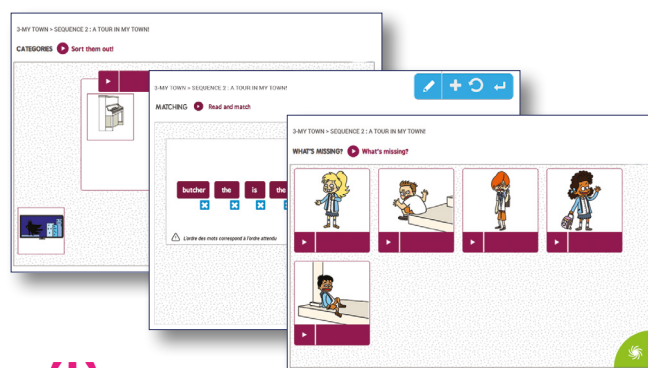 3-MY TOWN > SEQUENCE 2 : A TOUR IN MY TOWN!
CATEGORIES Sort them out!
3-MY TOWN > SEQUENCE 2 : A TOUR IN MY TOWN!
MATCHING Read and match
butcher the is the
L'ordre des mots correspond à l'ordre attendu
3-MY TOWN > SEQUENCE 2 : A TOUR IN MY TOWN!
WHAT'S MISSING? What's missing?